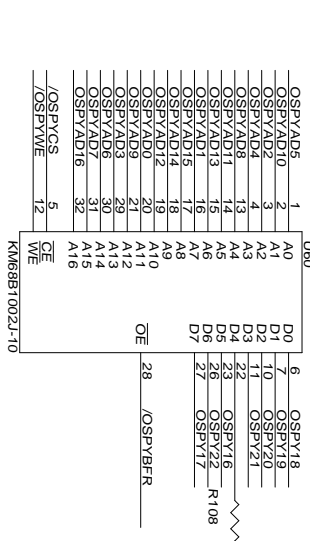 U60
OSPYAD5 1 A0 D0 6 OSPY18
OSPYAD10 2 A1 D1 7 OSPY19
OSPYAD2 3 A2 D2 10 OSPY20
OSPYAD4 4 A3 D3 11 OSPY21
OSPYAD8 13 A4 D4 22
OSPYAD11 14 A5 D5 23 OSPY16
OSPYAD13 15 A6 D6 26 OSPY22
OSPYAD1 16 A7 D7 27 OSPY17
R108
OSPYAD15 17 A8
OSPYAD14 18 A9
OSPYAD12 19 A10
OSPYAD0 20 A11 OE 28 /OSPYBFR
OSPYAD9 21 A12
OSPYAD3 29 A13
OSPYAD6 30 A14
OSPYAD7 31 A15
OSPYAD16 32 A16
/OSPYCS 5 CE
/OSPYWE 12 WE
KM68B1002J-10